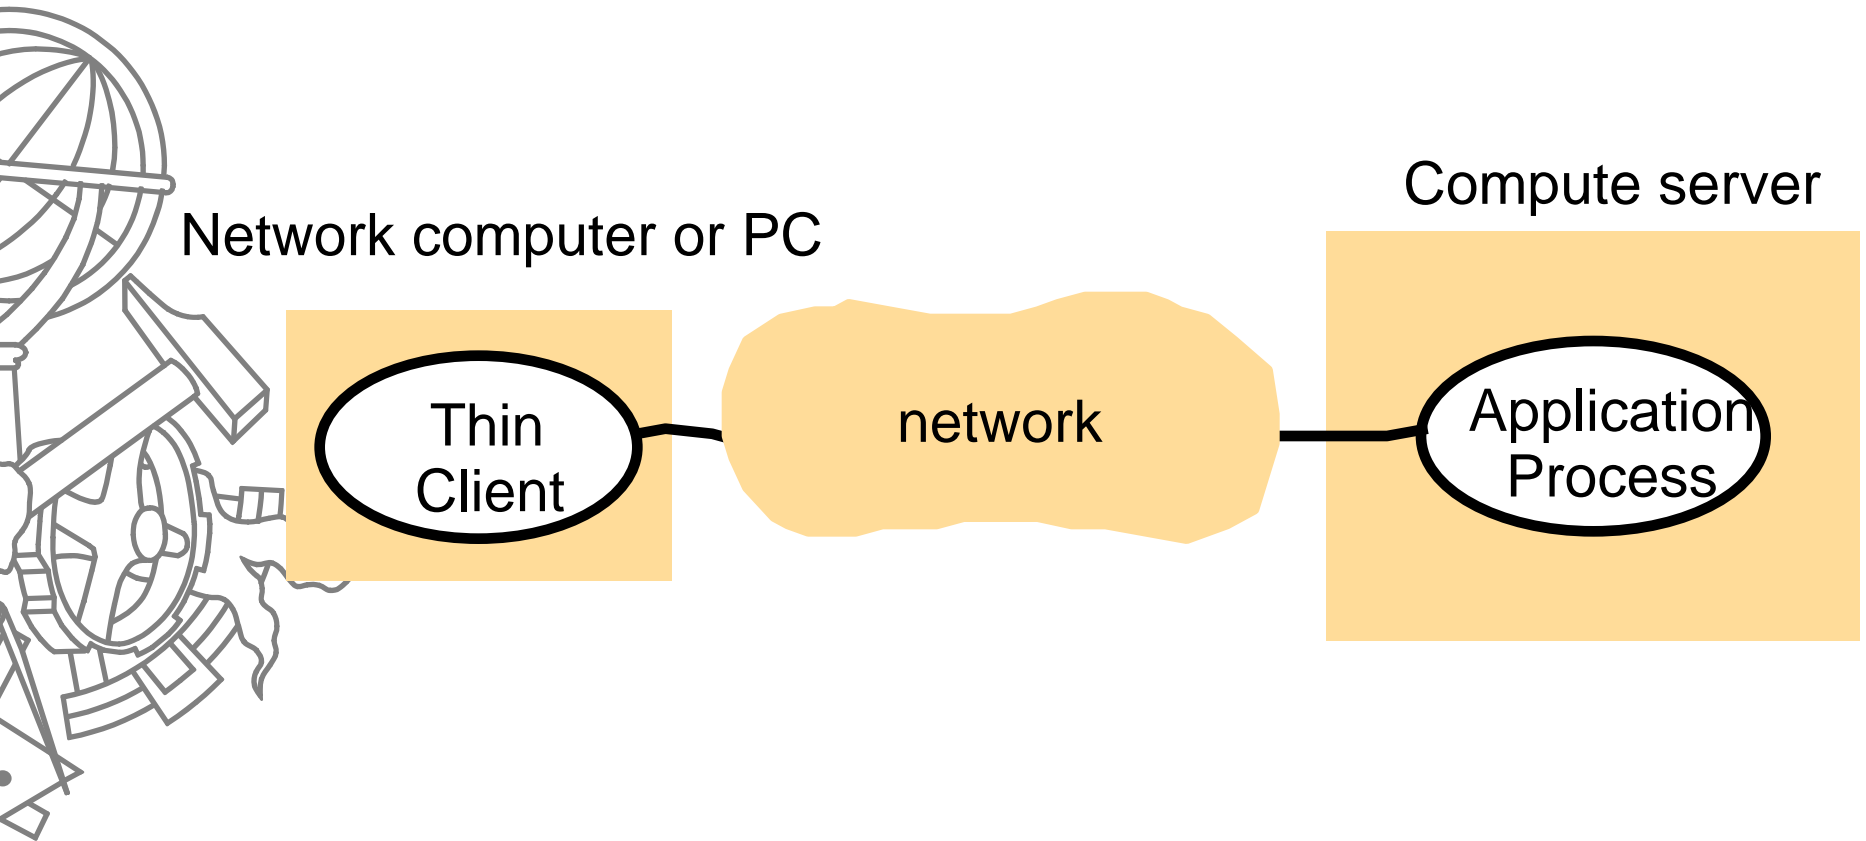 Compute server
Network computer or PC
Thin
Client
network
Application
Process